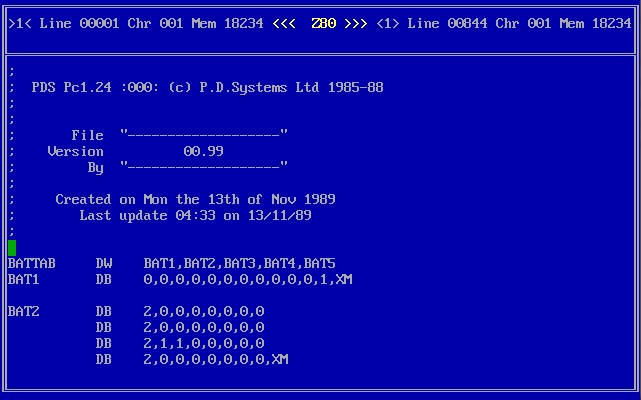 >1< Line 00001 Chr 001 Mem 18234 <<<  Z80 >>> <1> Line 00844 Chr 001 Mem 18234
;
;  PDS Pc1.24 :000: (c) P.D.Systems Ltd 1985-88
;
;
;       File  "-------------------"
;    Version          00.99
;         By  "-------------------"
;
;     Created on Mon the 13th of Nov 1989
;        Last update 04:33 on 13/11/89
;
BATTAB     DW    BAT1,BAT2,BAT3,BAT4,BAT5
BAT1       DB    0,0,0,0,0,0,0,0,0,0,0,1,XM
BAT2       DB    2,0,0,0,0,0,0,0
           DB    2,0,0,0,0,0,0,0
           DB    2,1,1,0,0,0,0,0
           DB    2,0,0,0,0,0,0,0,XM